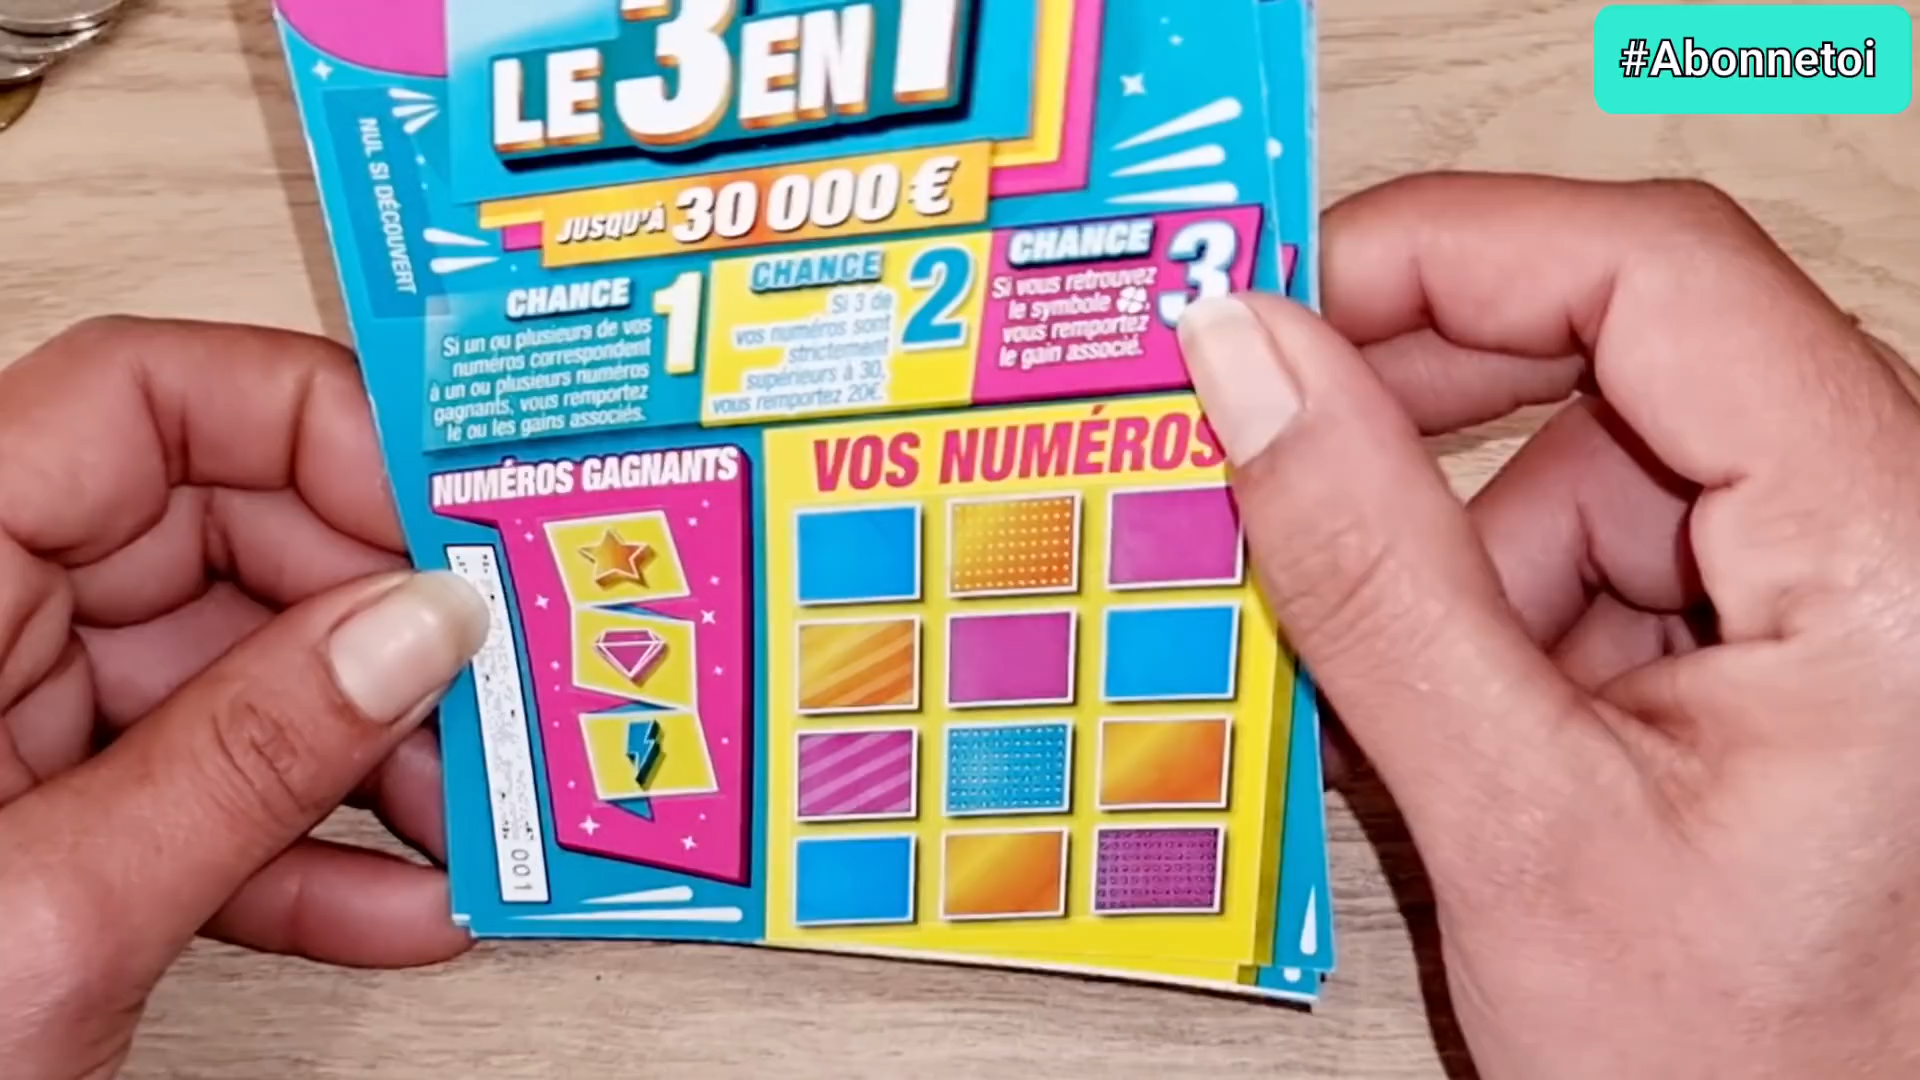 #Abonnetoi
LE 3 EN 1
NUL SI DÉCOUVERT
JUSQU'À 30 000 €
CHANCE 1
Si un ou plusieurs de vos
numéros correspondent
à un ou plusieurs numéros
gagnants, vous remportez
le ou les gains associés.
CHANCE 2
Si 3 de
vos numéros sont
strictement
supérieurs à 30,
vous remportez 20€.
CHANCE 3
Si vous retrouvez
le symbole ,
vous remportez
le gain associé.
NUMÉROS GAGNANTS
VOS NUMÉROS
001